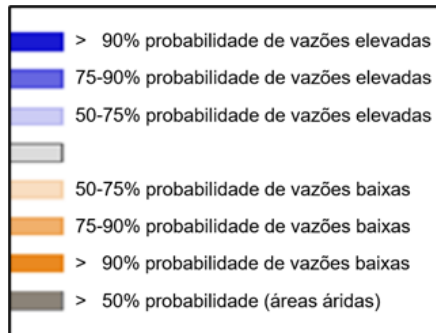 > 90% probabilidade de vazões elevadas
75-90% probabilidade de vazões elevadas
50-75% probabilidade de vazões elevadas
50-75% probabilidade de vazões baixas
75-90% probabilidade de vazões baixas
> 90% probabilidade de vazões baixas
> 50% probabilidade (áreas áridas)